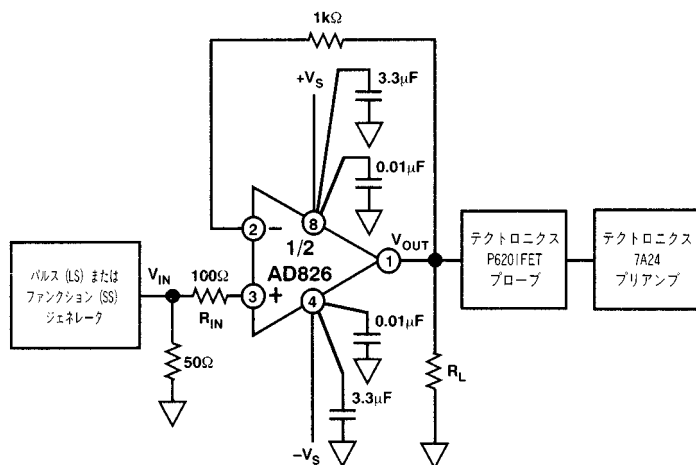 1kΩ
3.3μF
+VS
0.01μF
2
−
8
1/2
AD826
1
VOUT
テクトロニクス
P6201FET
プローブ
テクトロニクス
7A24
プリアンプ
パルス (LS) または
ファンクション (SS)
ジェネレータ
VIN
100Ω
RIN
3
+
4
0.01μF
50Ω
3.3μF
RL
−VS